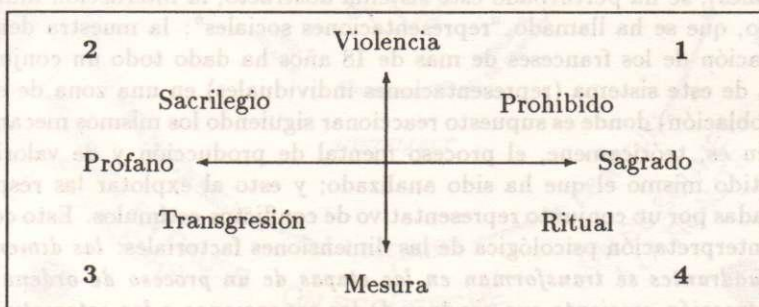 2 Violencia 1
Sacrilegio Prohibido
Profano Sagrado
Transgresión Ritual
3 Mesura 4